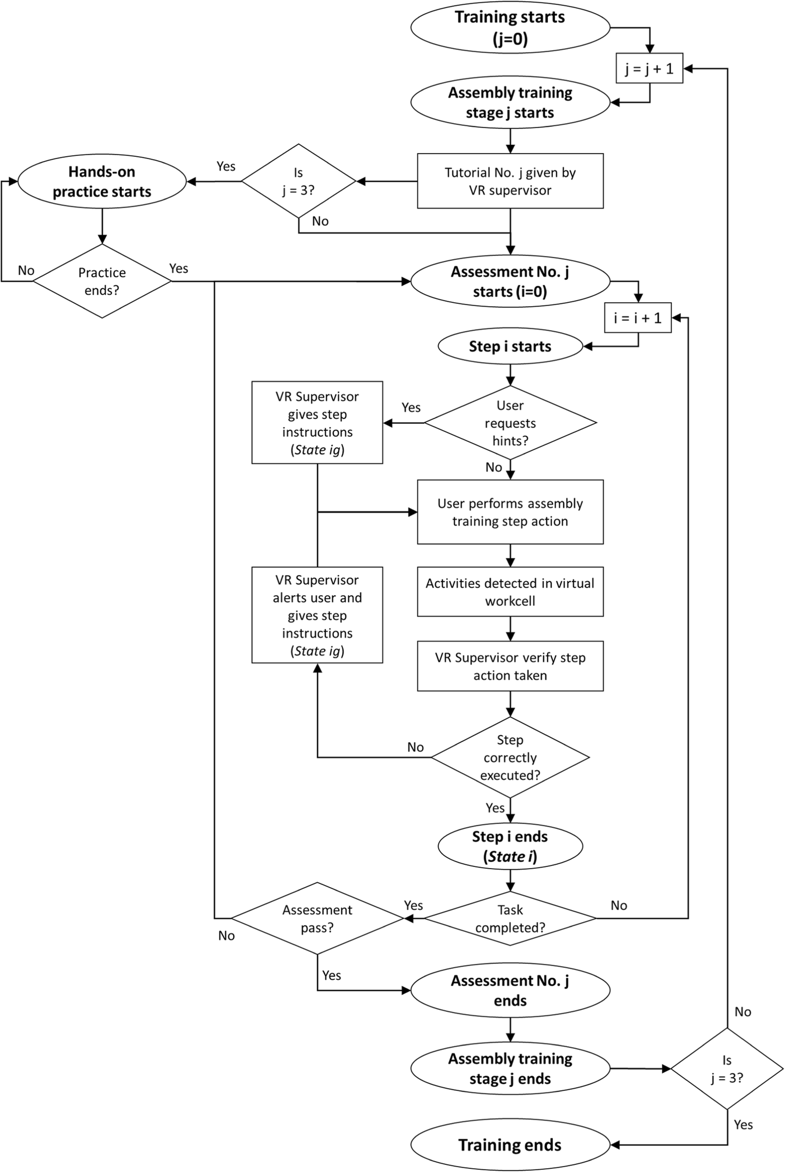 Training starts
(j=0)
j = j + 1
Assembly training
stage j starts
Tutorial No. j given by
VR supervisor
Is
j = 3?
Yes
No
Hands-on
practice starts
Practice
ends?
No
Yes
Assessment No. j
starts (i=0)
i = i + 1
Step i starts
User
requests
hints?
Yes
No
VR Supervisor
gives step
instructions
(State ig)
User performs assembly
training step action
Activities detected in virtual
workcell
VR Supervisor
alerts user and
gives step
instructions
(State ig)
VR Supervisor verify step
action taken
Step
correctly
executed?
No
Yes
Step i ends
(State i)
Task
completed?
Yes
No
Assessment
pass?
No
Yes
Assessment No. j
ends
Assembly training
stage j ends
Is
j = 3?
No
Yes
Training ends